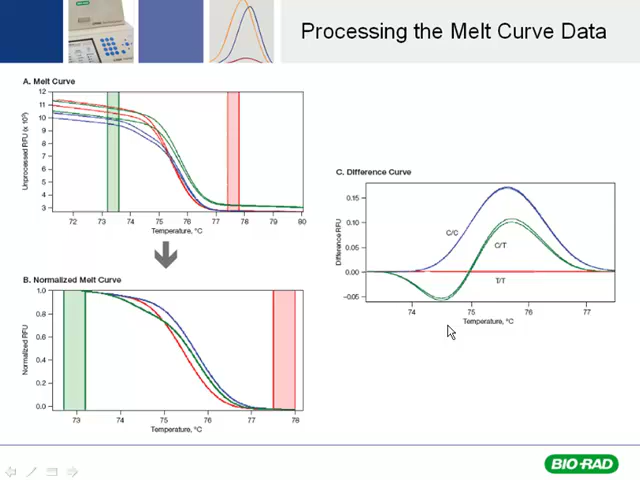 Processing the Melt Curve Data
A. Melt Curve
12
11
10
9
8
7
6
5
4
3
Unprocessed RFU (x 10³)
72 73 74 75 76 77 78 79 80
Temperature, °C
B. Normalized Melt Curve
1.0
0.8
0.6
0.4
0.2
0.0
Normalized RFU
73 74 75 76 77 78
Temperature, °C
C. Difference Curve
0.15
0.10
0.05
0.00
−0.05
Difference RFU
C/C
C/T
T/T
74 75 76 77
Temperature, °C
BIO-RAD